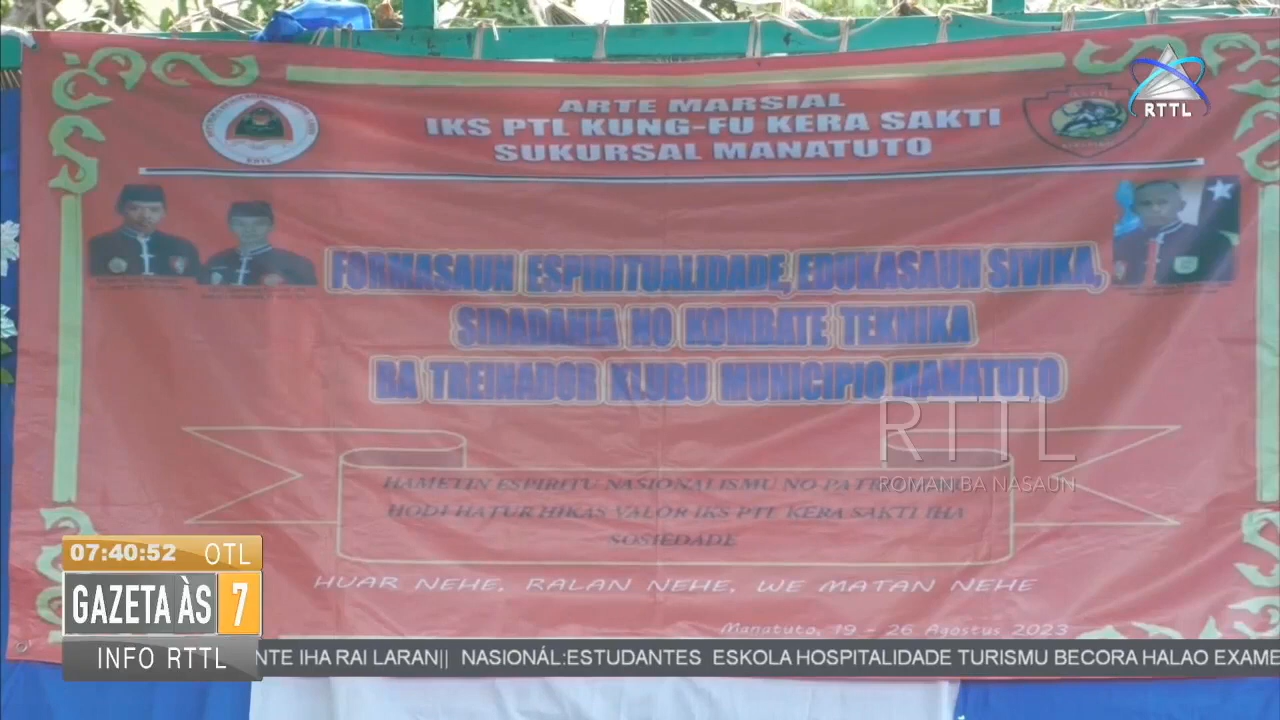 ARTE MARSIAL
IKS PTL KUNG-FU KERA SAKTI
SUKURSAL MANATUTO
RTTL
FORMASAUN ESPIRITUALIDADE, EDUKASAUN SIVIKA,
SIDADANIA NO KOMBATE TEKNIKA
BA TREINADOR KLUBU MUNICIPIO MANATUTO
RTTL
ROMAN BA NASAUN
HAMETIN ESPIRITU NASIONALISMU NO
HODI HATUR HIKAS VALOR IKS PTL KERA SAKTI IHA
SOSIEDADE
HUAR NEHE, RALAN NEHE, WE MATAN NEHE
Manatuto, 19 - 26 Agustus 2023
07:40:52 OTL
GAZETA ÀS 7
INFO RTTL
NTE IHA RAI LARAN|| NASIONÁL:ESTUDANTES ESKOLA HOSPITALIDADE TURISMU BECORA HALAO EXAME